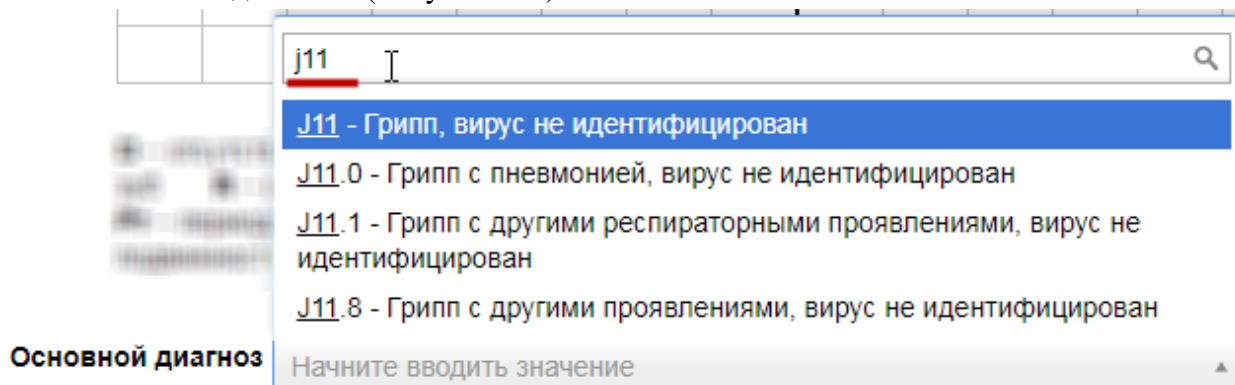 j11
J11 - Грипп, вирус не идентифицирован
J11.0 - Грипп с пневмонией, вирус не идентифицирован
J11.1 - Грипп с другими респираторными проявлениями, вирус не
идентифицирован
J11.8 - Грипп с другими проявлениями, вирус не идентифицирован
Основной диагноз Начните вводить значение